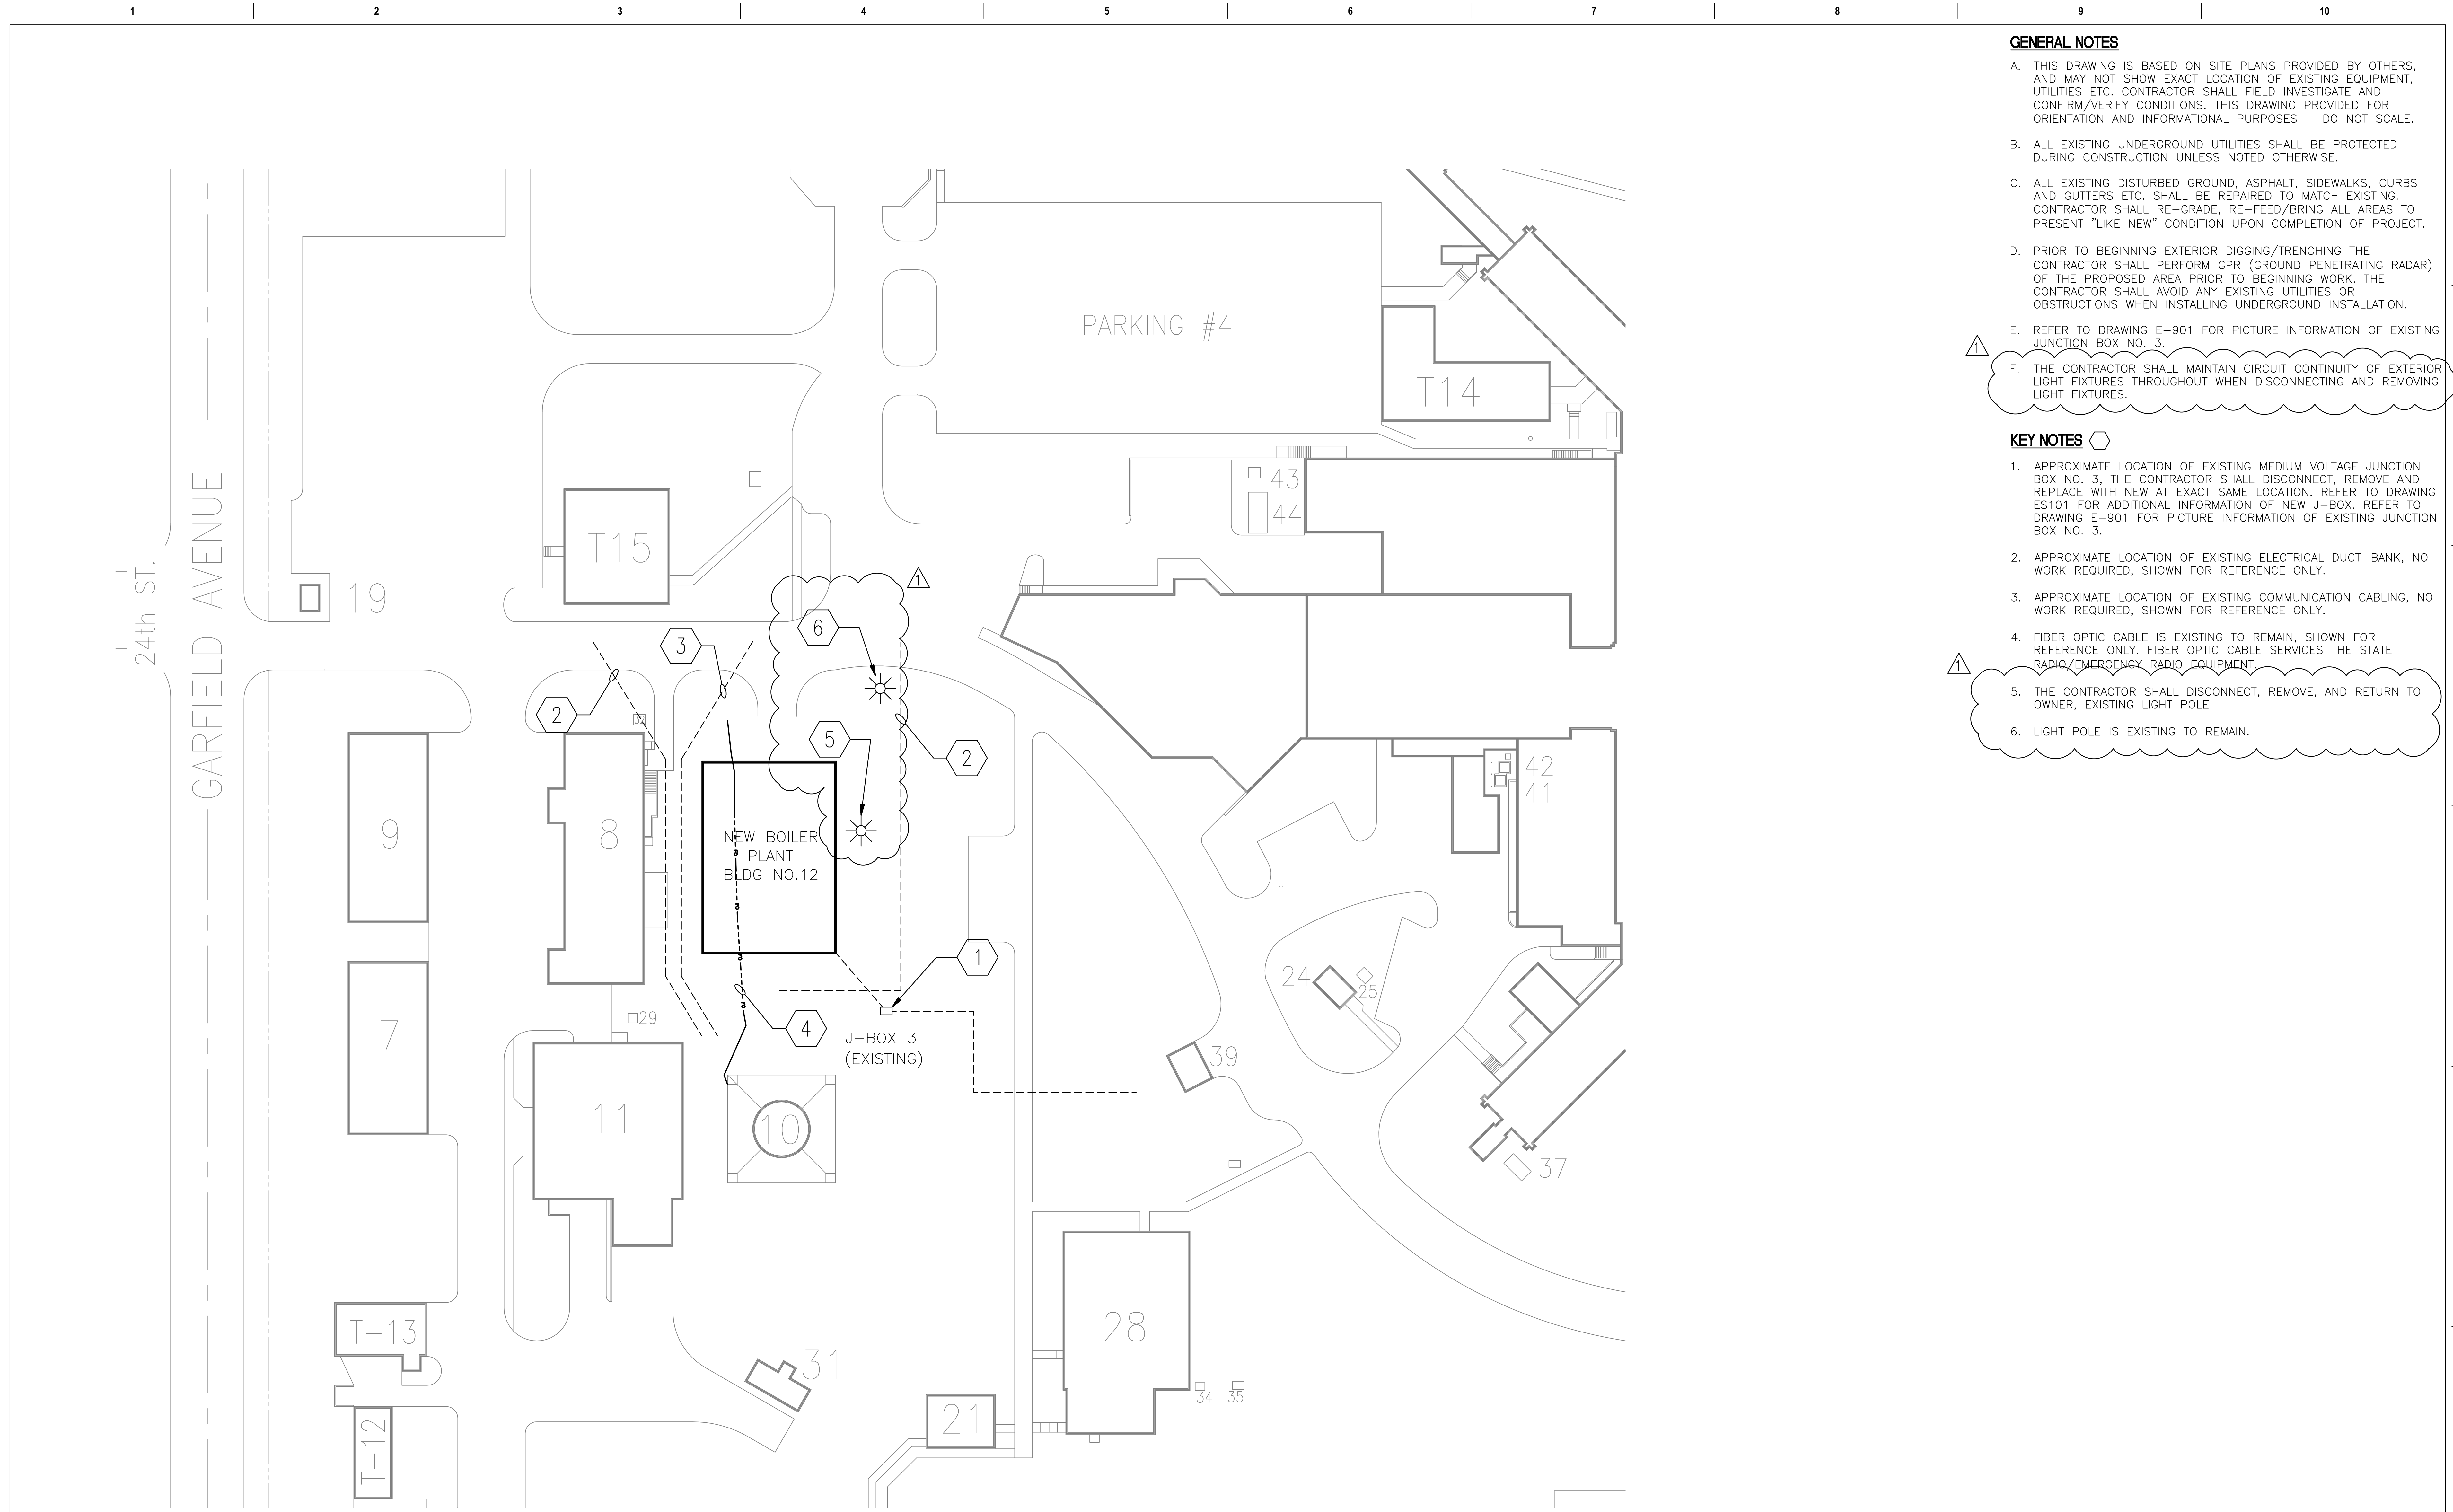 1 2 3 4 5 6 7 8 9 10
GENERAL NOTES
A. THIS DRAWING IS BASED ON SITE PLANS PROVIDED BY OTHERS,
AND MAY NOT SHOW EXACT LOCATION OF EXISTING EQUIPMENT,
UTILITIES ETC. CONTRACTOR SHALL FIELD INVESTIGATE AND
CONFIRM/VERIFY CONDITIONS. THIS DRAWING PROVIDED FOR
ORIENTATION AND INFORMATIONAL PURPOSES – DO NOT SCALE.
B. ALL EXISTING UNDERGROUND UTILITIES SHALL BE PROTECTED
DURING CONSTRUCTION UNLESS NOTED OTHERWISE.
C. ALL EXISTING DISTURBED GROUND, ASPHALT, SIDEWALKS, CURBS
AND GUTTERS ETC. SHALL BE REPAIRED TO MATCH EXISTING.
CONTRACTOR SHALL RE–GRADE, RE–FEED/BRING ALL AREAS TO
PRESENT "LIKE NEW" CONDITION UPON COMPLETION OF PROJECT.
D. PRIOR TO BEGINNING EXTERIOR DIGGING/TRENCHING THE
CONTRACTOR SHALL PERFORM GPR (GROUND PENETRATING RADAR)
OF THE PROPOSED AREA PRIOR TO BEGINNING WORK. THE
CONTRACTOR SHALL AVOID ANY EXISTING UTILITIES OR
OBSTRUCTIONS WHEN INSTALLING UNDERGROUND INSTALLATION.
E. REFER TO DRAWING E–901 FOR PICTURE INFORMATION OF EXISTING
JUNCTION BOX NO. 3.
1
F. THE CONTRACTOR SHALL MAINTAIN CIRCUIT CONTINUITY OF EXTERIOR
LIGHT FIXTURES THROUGHOUT WHEN DISCONNECTING AND REMOVING
LIGHT FIXTURES.
KEY NOTES
1. APPROXIMATE LOCATION OF EXISTING MEDIUM VOLTAGE JUNCTION
BOX NO. 3, THE CONTRACTOR SHALL DISCONNECT, REMOVE AND
REPLACE WITH NEW AT EXACT SAME LOCATION. REFER TO DRAWING
ES101 FOR ADDITIONAL INFORMATION OF NEW J–BOX. REFER TO
DRAWING E–901 FOR PICTURE INFORMATION OF EXISTING JUNCTION
BOX NO. 3.
2. APPROXIMATE LOCATION OF EXISTING ELECTRICAL DUCT–BANK, NO
WORK REQUIRED, SHOWN FOR REFERENCE ONLY.
3. APPROXIMATE LOCATION OF EXISTING COMMUNICATION CABLING, NO
WORK REQUIRED, SHOWN FOR REFERENCE ONLY.
4. FIBER OPTIC CABLE IS EXISTING TO REMAIN, SHOWN FOR
REFERENCE ONLY. FIBER OPTIC CABLE SERVICES THE STATE
RADIO/EMERGENCY RADIO EQUIPMENT.
1
5. THE CONTRACTOR SHALL DISCONNECT, REMOVE, AND RETURN TO
OWNER, EXISTING LIGHT POLE.
6. LIGHT POLE IS EXISTING TO REMAIN.
PARKING #4
T14
43
44
T15
24th ST.
GARFIELD AVENUE
19
1
6
3
2
5
2
42
41
9
8
NEW BOILER
PLANT
BLDG NO.12
3
3
3
3
1
24
25
7
29
4
J–BOX 3
(EXISTING)
39
11
10
37
T–13
28
31
34 35
21
T–12